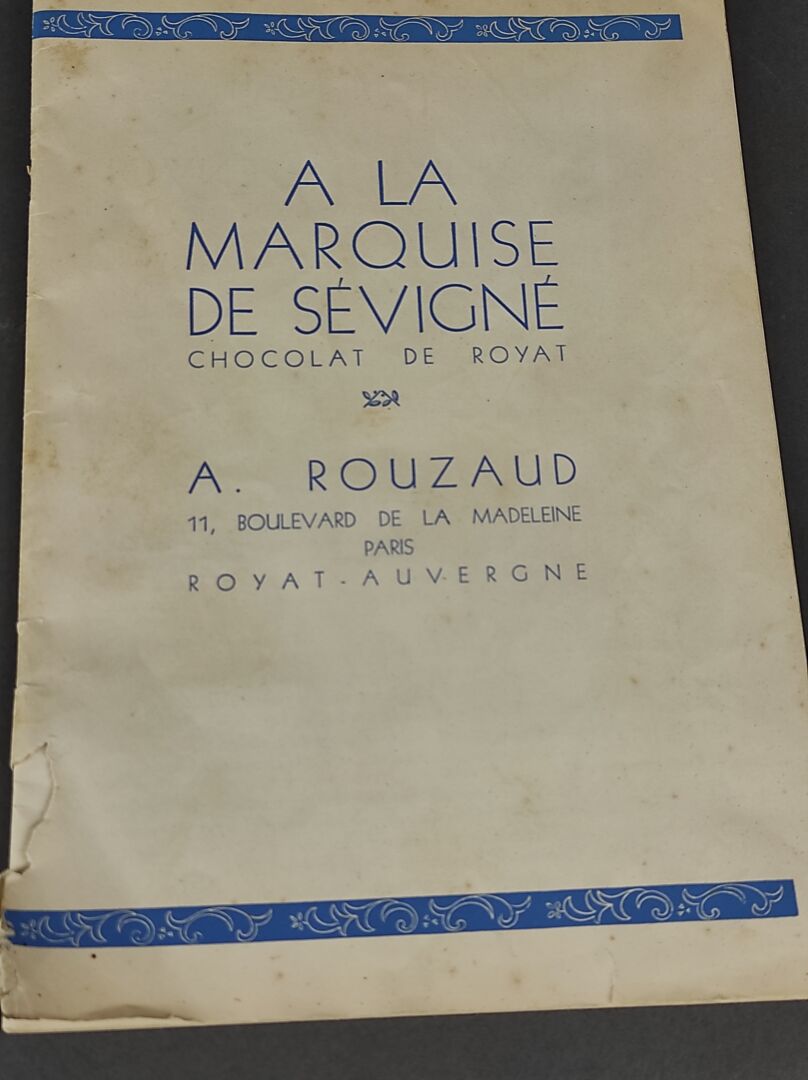 A LA
MARQUISE
DE SÉVIGNÉ
CHOCOLAT DE ROYAT
A. ROUZAUD
11, BOULEVARD DE LA MADELEINE
PARIS
ROYAT-AUVERGNE